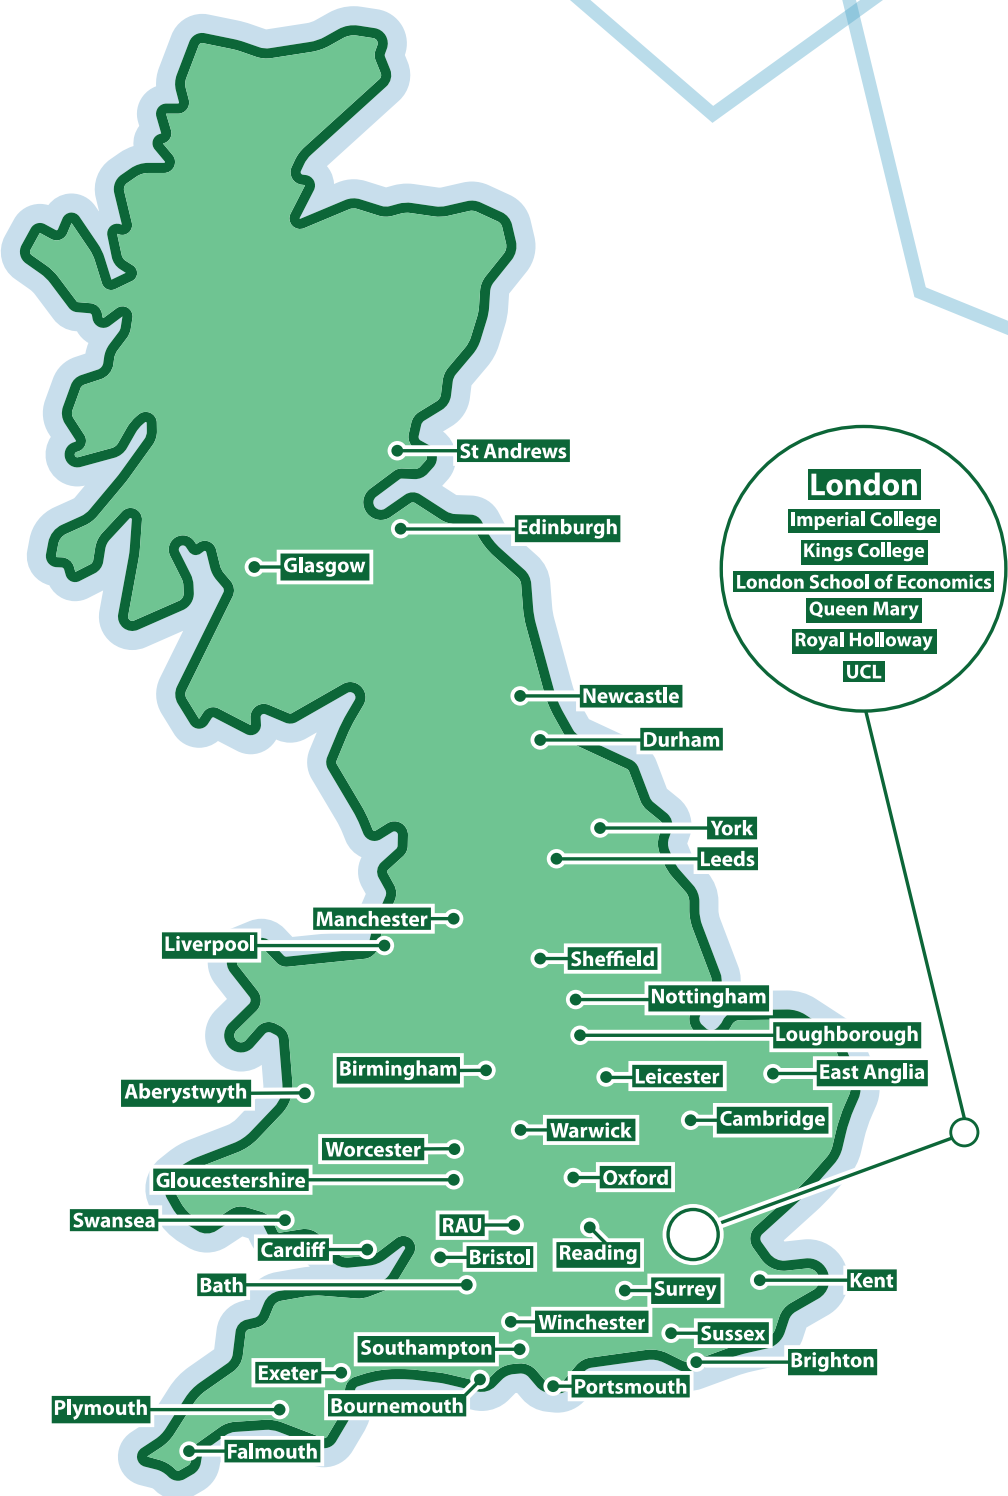 St Andrews
Edinburgh
Glasgow
London
Imperial College
Kings College
London School of Economics
Queen Mary
Royal Holloway
UCL
Newcastle
Durham
York
Leeds
Manchester
Liverpool
Sheffield
Nottingham
Loughborough
Birmingham
Leicester
East Anglia
Aberystwyth
Cambridge
Warwick
Worcester
Gloucestershire
Oxford
Swansea
RAU
Cardiff
Bristol
Reading
Bath
Kent
Surrey
Winchester
Sussex
Southampton
Brighton
Exeter
Portsmouth
Bournemouth
Plymouth
Falmouth